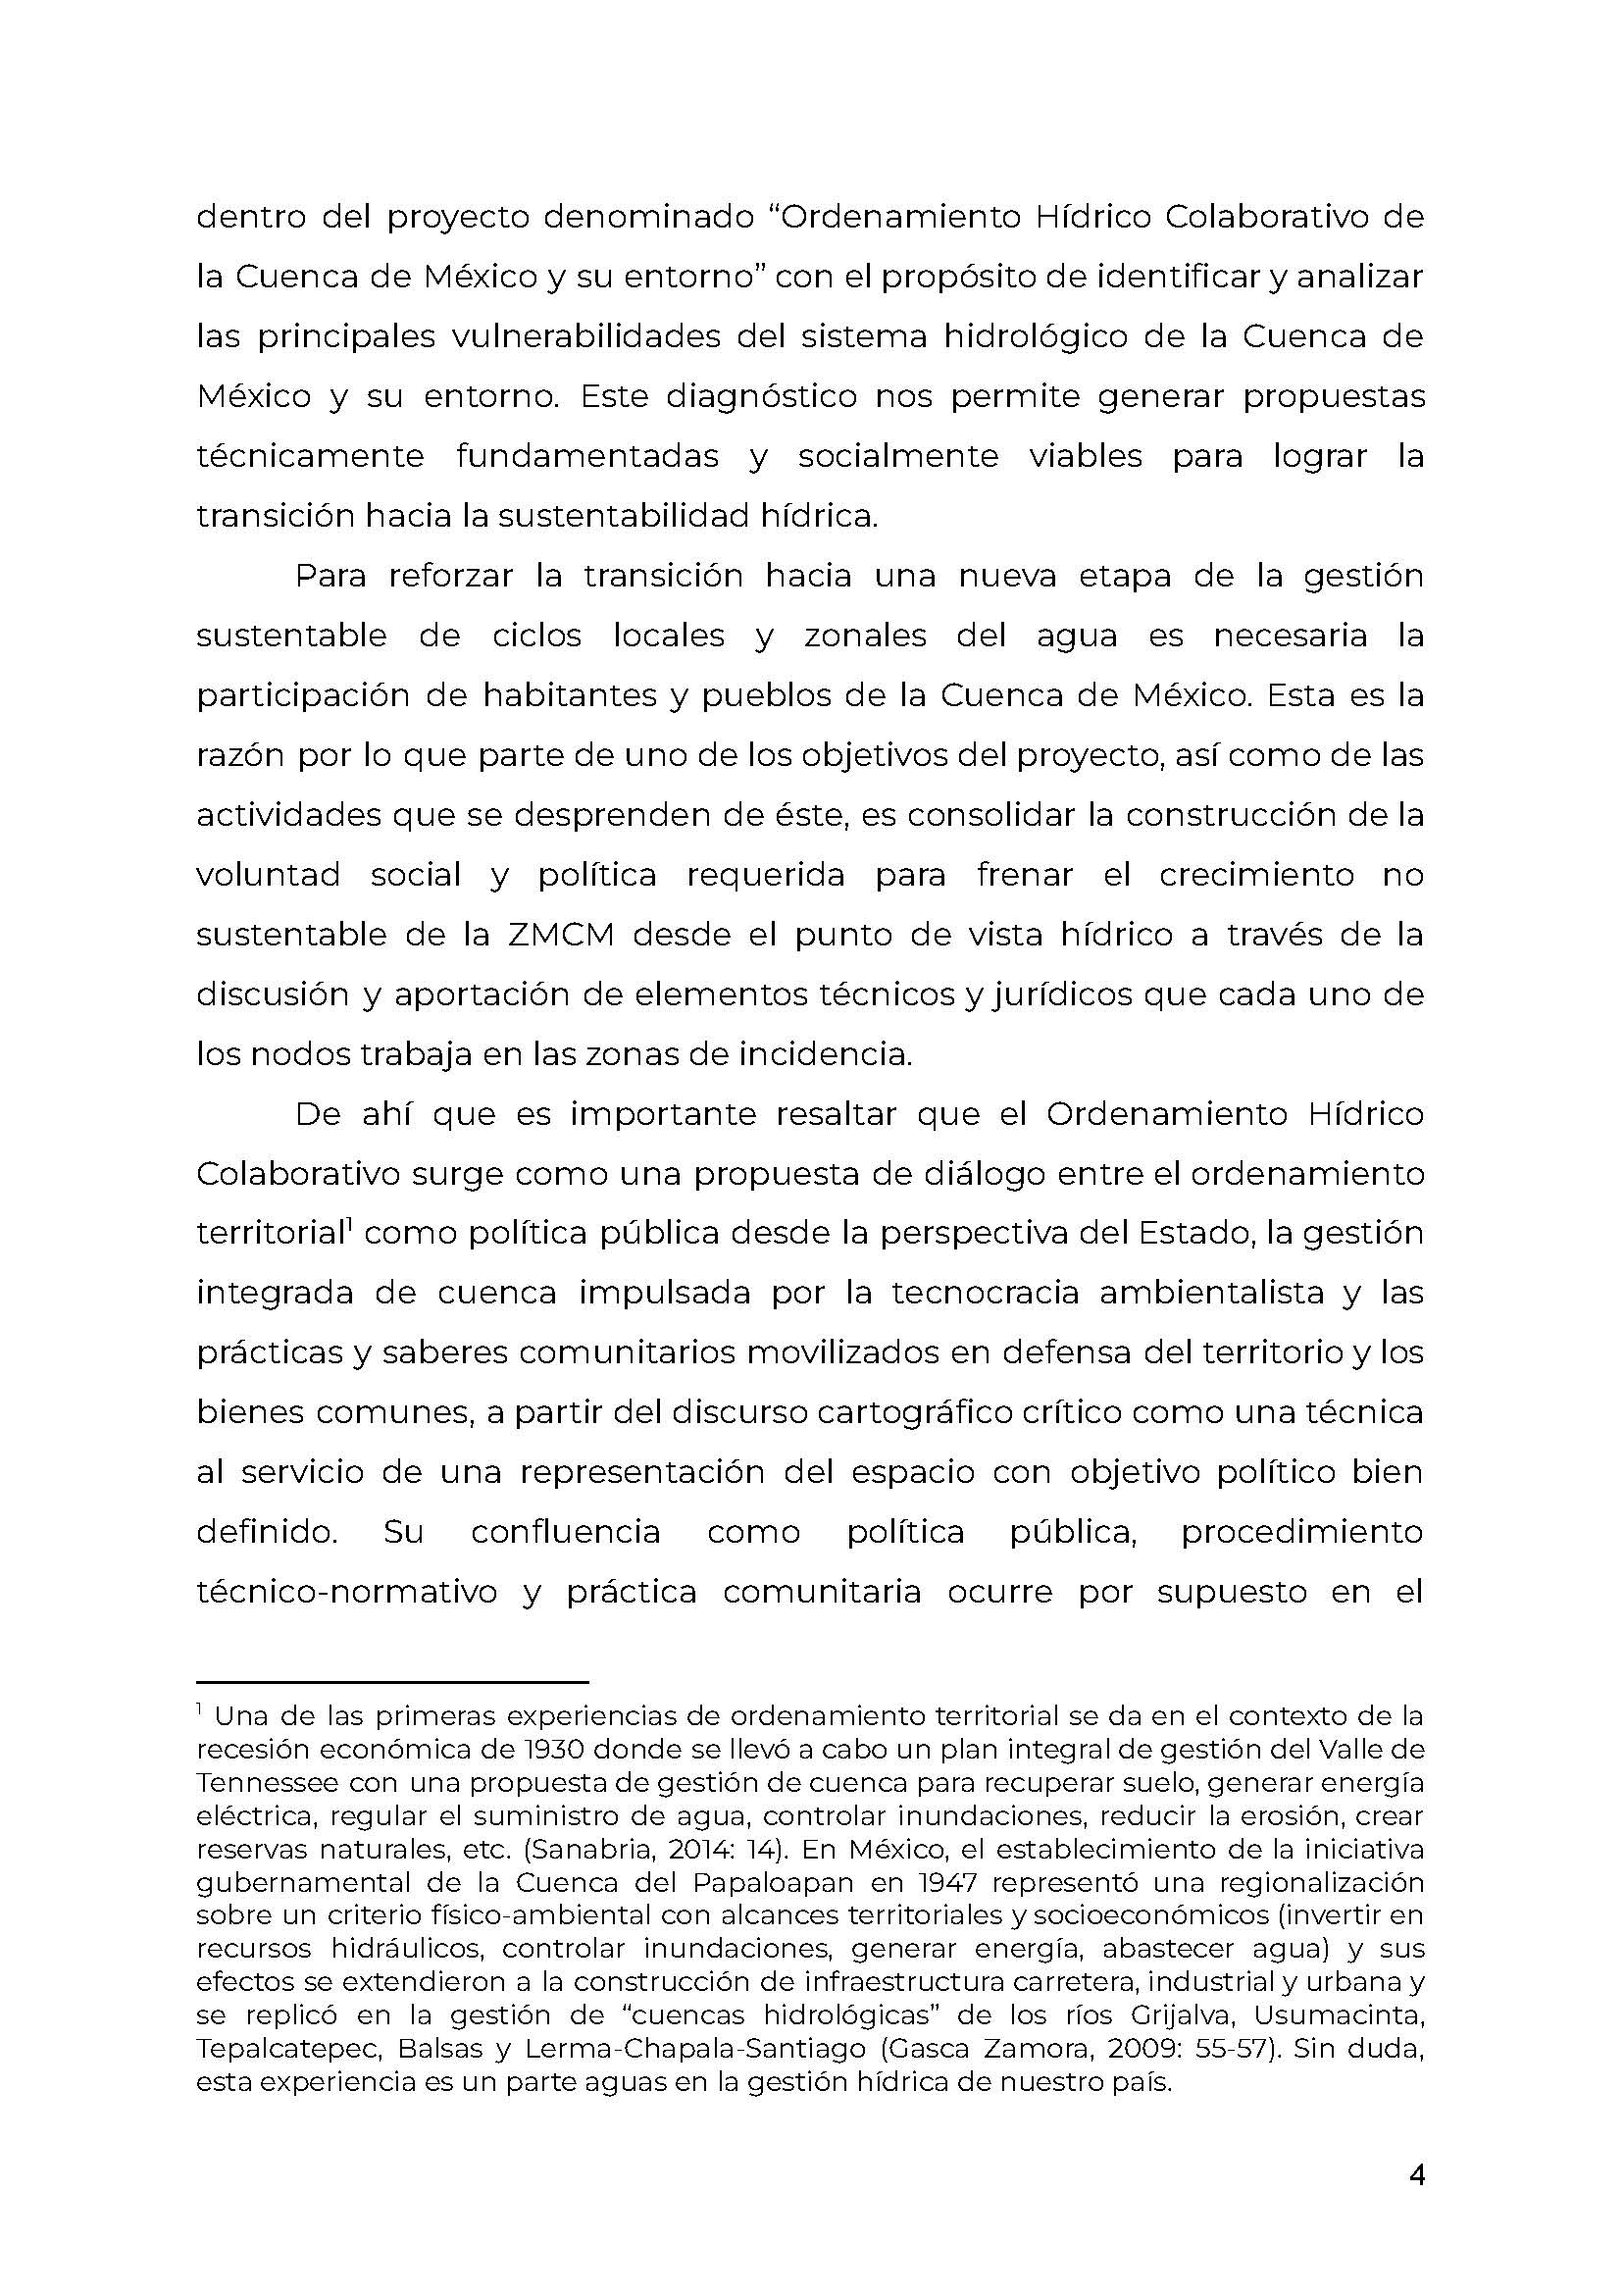 dentro del proyecto denominado “Ordenamiento Hídrico Colaborativo de
la Cuenca de México y su entorno” con el propósito de identificar y analizar
las principales vulnerabilidades del sistema hidrológico de la Cuenca de
México y su entorno. Este diagnóstico nos permite generar propuestas
técnicamente fundamentadas y socialmente viables para lograr la
transición hacia la sustentabilidad hídrica.
Para reforzar la transición hacia una nueva etapa de la gestión
sustentable de ciclos locales y zonales del agua es necesaria la
participación de habitantes y pueblos de la Cuenca de México. Esta es la
razón por lo que parte de uno de los objetivos del proyecto, así como de las
actividades que se desprenden de éste, es consolidar la construcción de la
voluntad social y política requerida para frenar el crecimiento no
sustentable de la ZMCM desde el punto de vista hídrico a través de la
discusión y aportación de elementos técnicos y jurídicos que cada uno de
los nodos trabaja en las zonas de incidencia.
De ahí que es importante resaltar que el Ordenamiento Hídrico
Colaborativo surge como una propuesta de diálogo entre el ordenamiento
territorial¹ como política pública desde la perspectiva del Estado, la gestión
integrada de cuenca impulsada por la tecnocracia ambientalista y las
prácticas y saberes comunitarios movilizados en defensa del territorio y los
bienes comunes, a partir del discurso cartográfico crítico como una técnica
al servicio de una representación del espacio con objetivo político bien
definido. Su confluencia como política pública, procedimiento
técnico-normativo y práctica comunitaria ocurre por supuesto en el
¹ Una de las primeras experiencias de ordenamiento territorial se da en el contexto de la
recesión económica de 1930 donde se llevó a cabo un plan integral de gestión del Valle de
Tennessee con una propuesta de gestión de cuenca para recuperar suelo, generar energía
eléctrica, regular el suministro de agua, controlar inundaciones, reducir la erosión, crear
reservas naturales, etc. (Sanabria, 2014: 14). En México, el establecimiento de la iniciativa
gubernamental de la Cuenca del Papaloapan en 1947 representó una regionalización
sobre un criterio físico-ambiental con alcances territoriales y socioeconómicos (invertir en
recursos hidráulicos, controlar inundaciones, generar energía, abastecer agua) y sus
efectos se extendieron a la construcción de infraestructura carretera, industrial y urbana y
se replicó en la gestión de “cuencas hidrológicas” de los ríos Grijalva, Usumacinta,
Tepalcatepec, Balsas y Lerma-Chapala-Santiago (Gasca Zamora, 2009: 55-57). Sin duda,
esta experiencia es un parte aguas en la gestión hídrica de nuestro país.
4